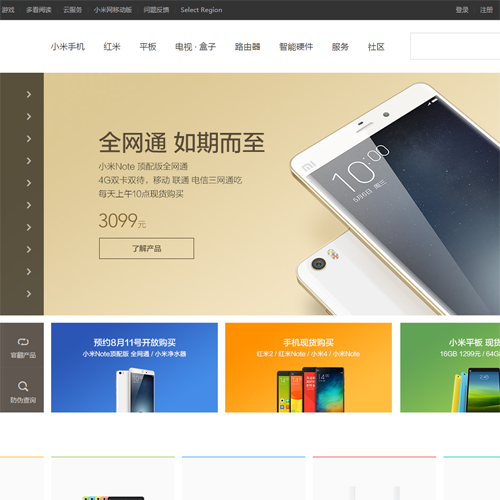 游戏 | 多看阅读 | 云服务 | 小米网移动版 | 问题反馈 | Select Region 登录 | 注册
小米手机 红米 平板 电视 · 盒子 路由器 智能硬件 服务 社区
全网通 如期而至
小米Note 顶配版全网通
4G双卡双待，移动 联通 电信三网通吃
每天上午10点现货购买
3099元
了解产品
MI
10:00
5月6日 周三
官翻产品
防伪查询
预约8月11号开放购买
小米Note顶配版 全网通 / 小米净水器
手机现货购买
红米2 / 红米Note / 小米4 / 小米Note
小米平板 现货
16GB 1299元 / 64G